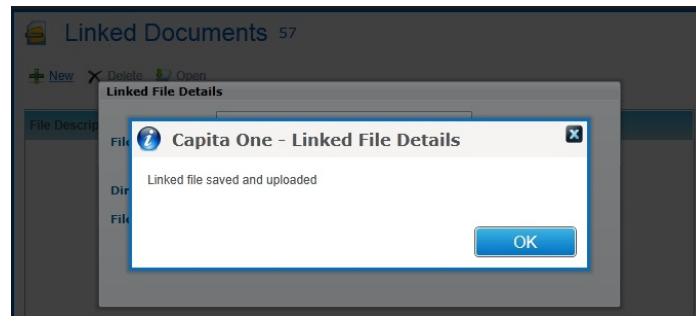 Linked Documents 57
New Delete Open
Linked File Details
File Descrip
File
Capita One - Linked File Details
Linked file saved and uploaded
Dir
File
OK